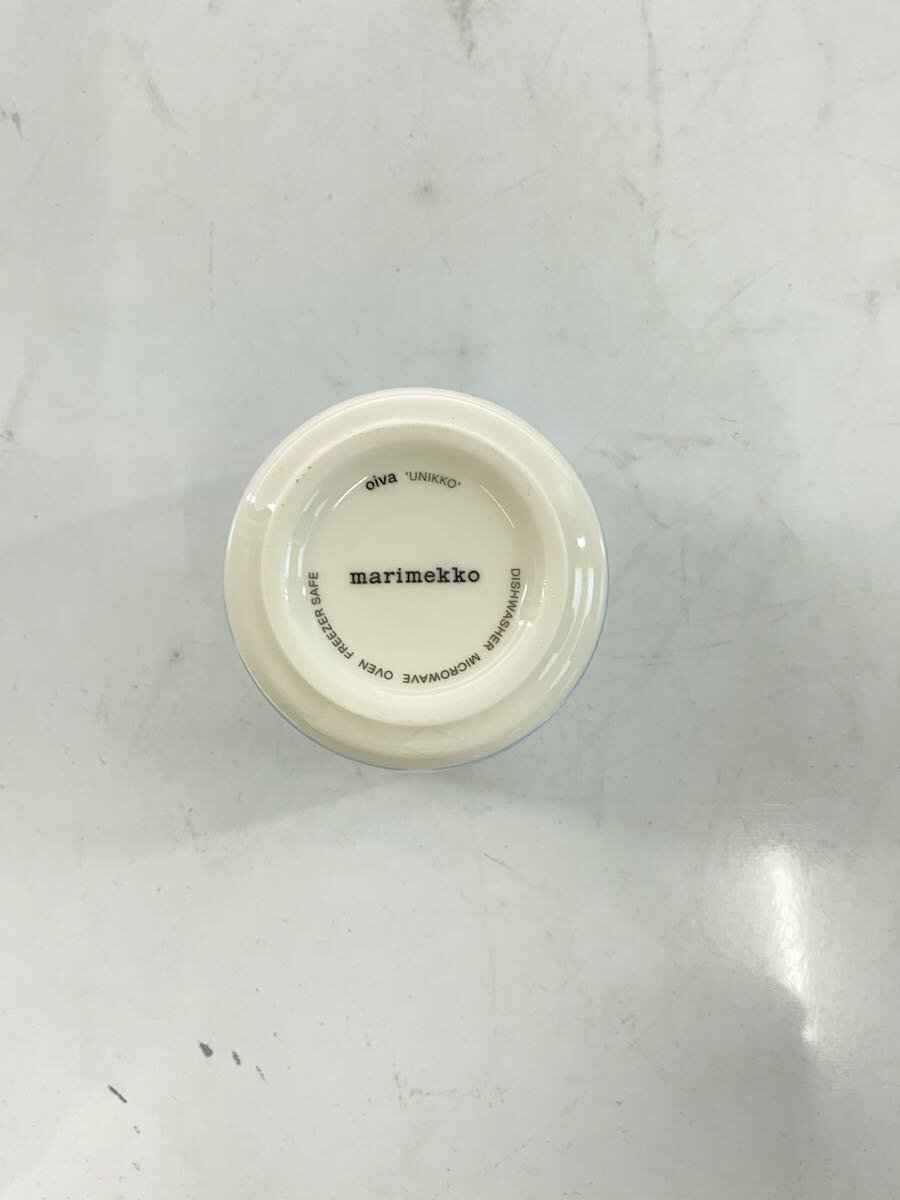 oiva 'UNIKKO'
marimekko
DISHWASHER MICROWAVE OVEN FREEZER SAFE